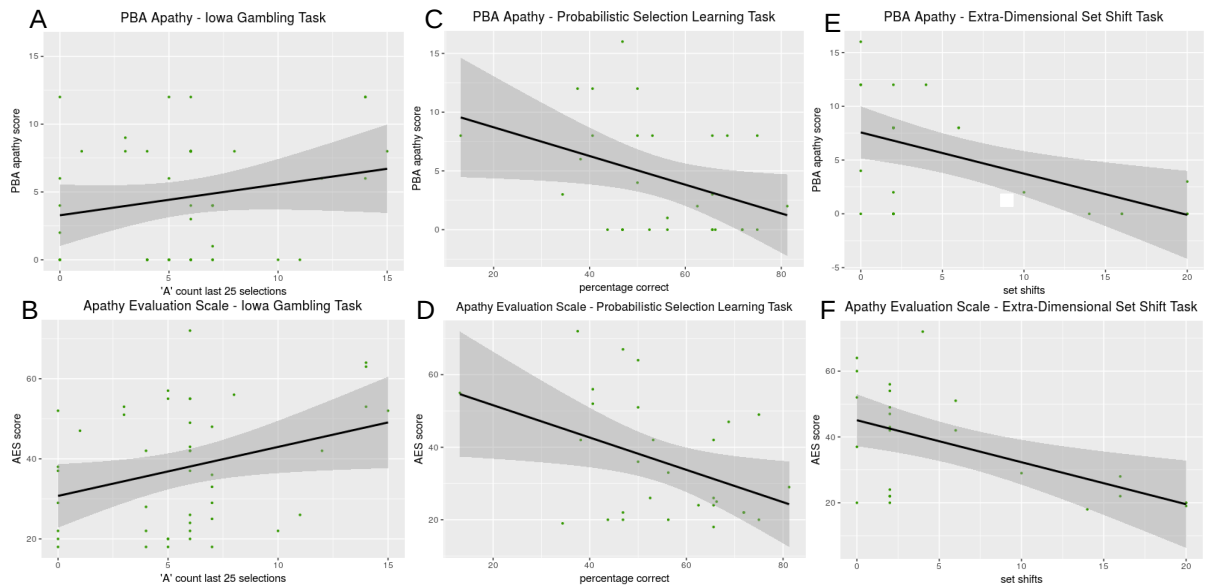 A
PBA Apathy - Iowa Gambling Task
PBA apathy score
15
10
5
0
0
5
10
15
'A' count last 25 selections
B
Apathy Evaluation Scale - Iowa Gambling Task
AES score
60
40
20
0
5
10
15
'A' count last 25 selections
C
PBA Apathy - Probabilistic Selection Learning Task
PBA apathy score
15
10
5
0
20
40
60
80
percentage correct
D
Apathy Evaluation Scale - Probabilistic Selection Learning Task
AES score
60
40
20
20
40
60
80
percentage correct
E
PBA Apathy - Extra-Dimensional Set Shift Task
PBA apathy score
15
10
5
0
-5
0
5
10
15
20
set shifts
F
Apathy Evaluation Scale - Extra-Dimensional Set Shift Task
AES score
60
40
20
0
5
10
15
20
set shifts